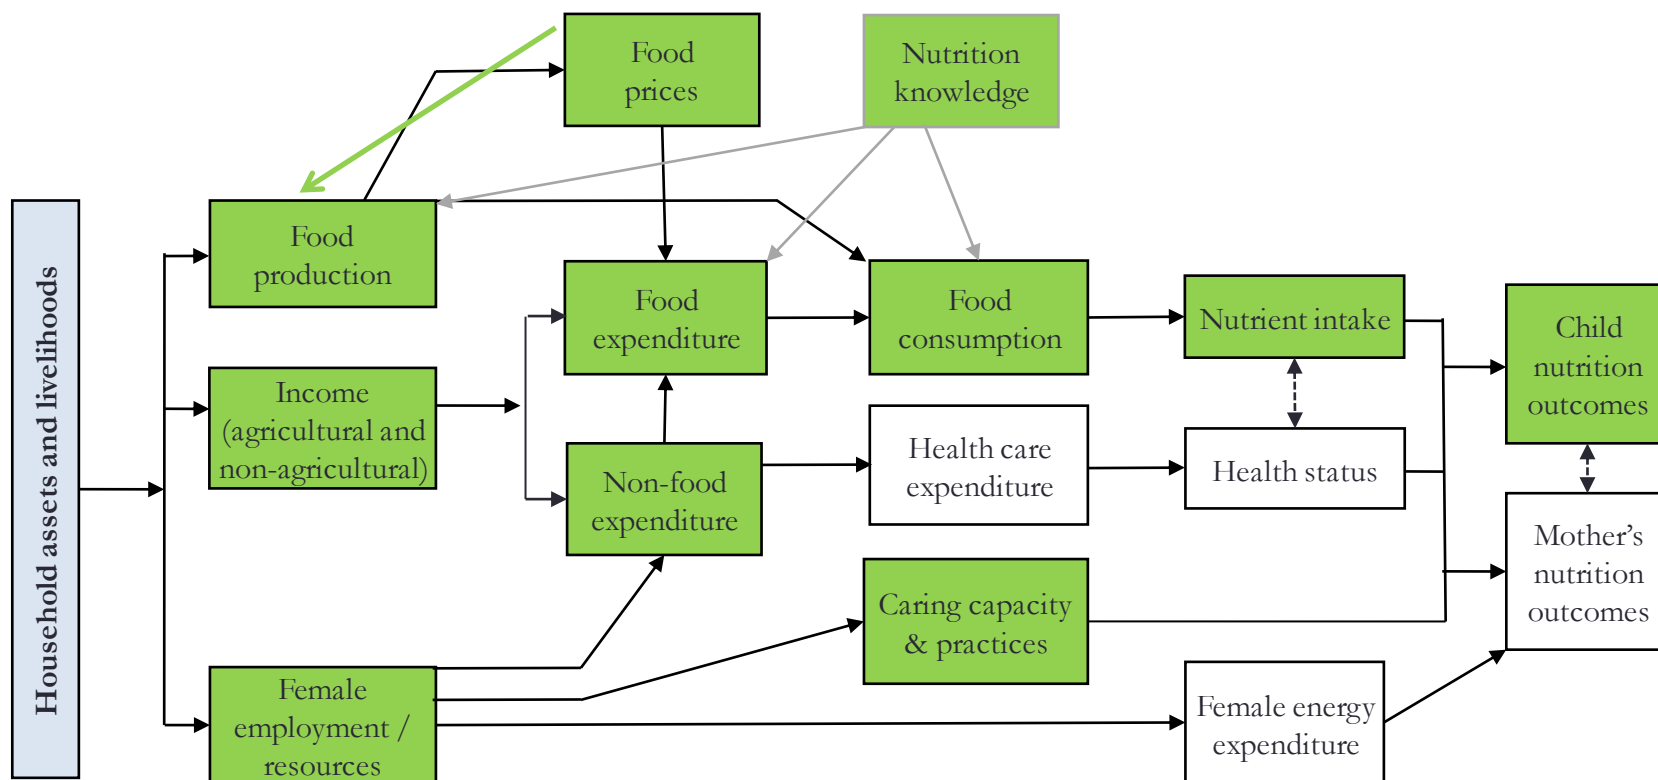 Food
prices
Nutrition
knowledge
Household assets and livelihoods
Food
production
Food
expenditure
Food
consumption
Nutrient intake
Child
nutrition
outcomes
Income
(agricultural and
non-agricultural)
Non-food
expenditure
Health care
expenditure
Health status
Mother’s
nutrition
outcomes
Caring capacity
& practices
Female
employment /
resources
Female energy
expenditure